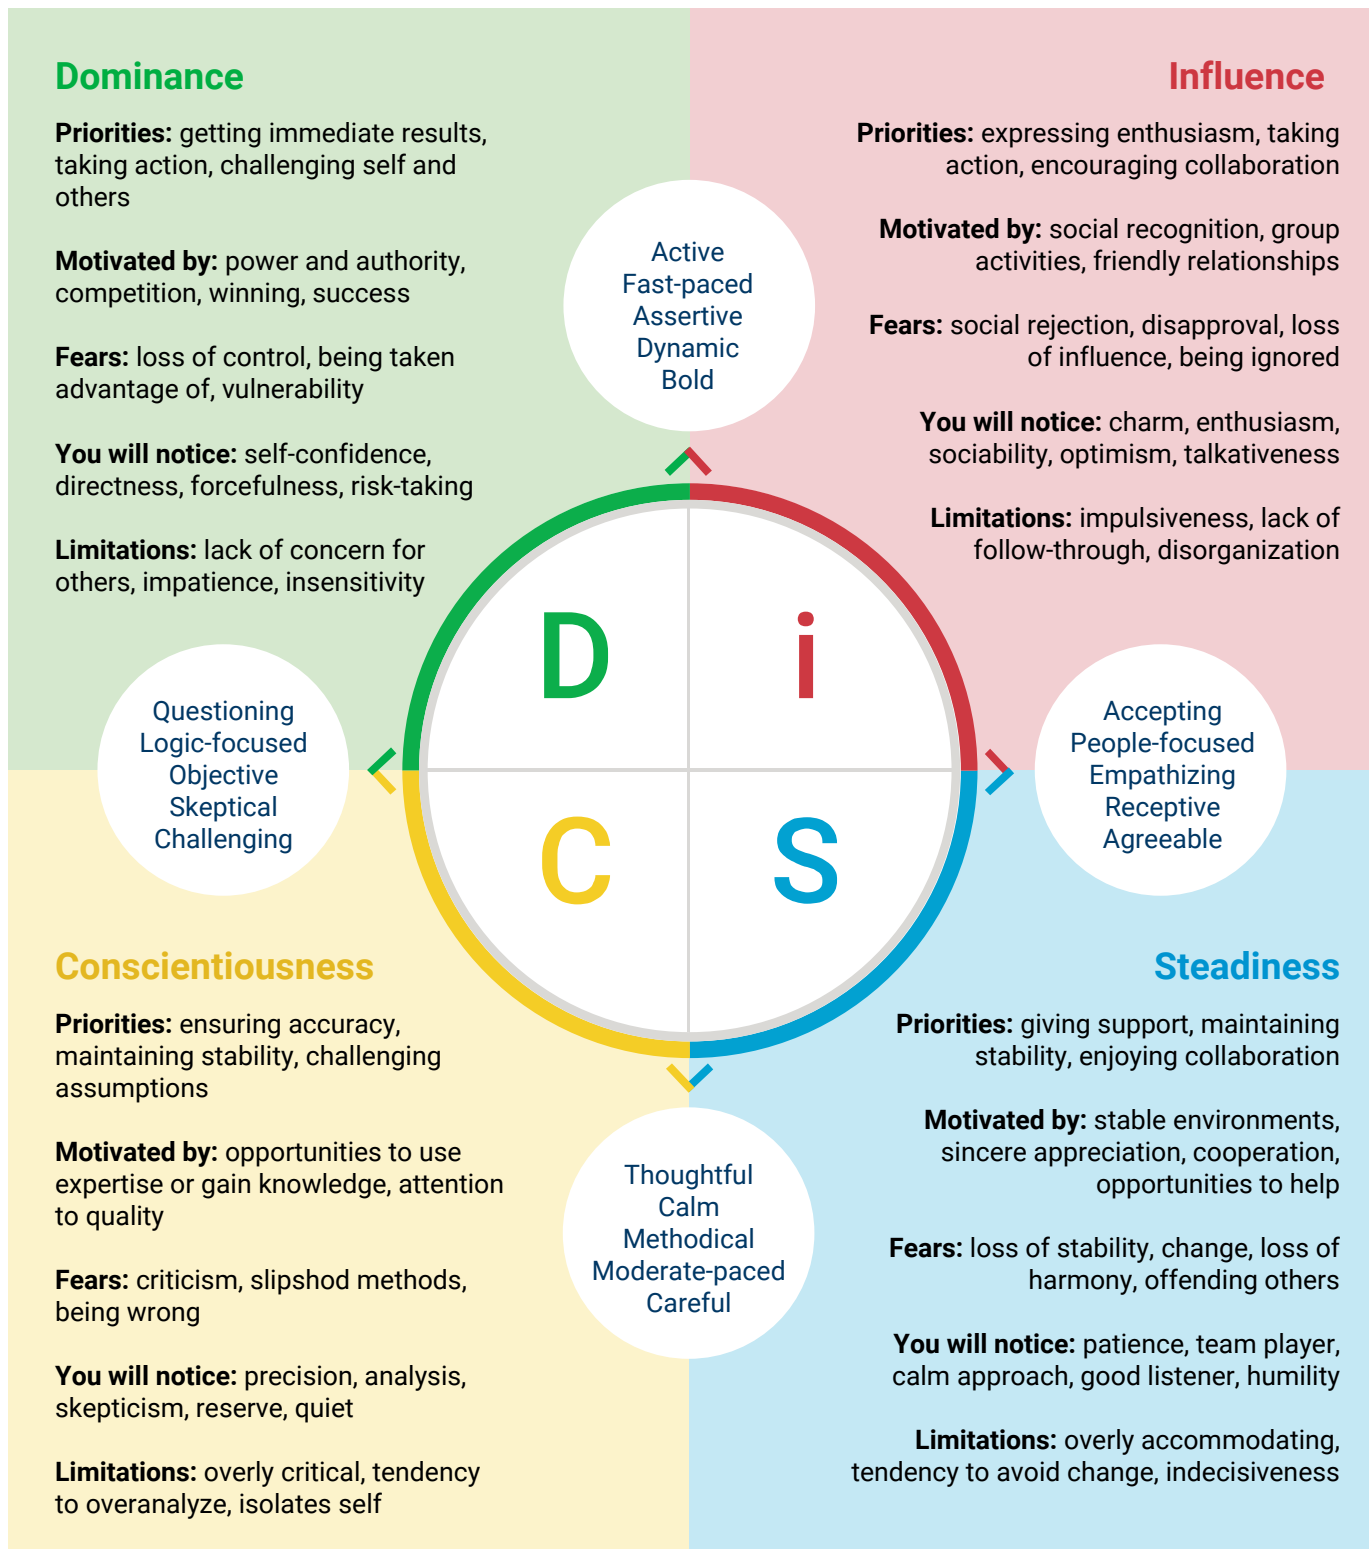 Dominance
Priorities: getting immediate results,
taking action, challenging self and
others
Motivated by: power and authority,
competition, winning, success
Fears: loss of control, being taken
advantage of, vulnerability
You will notice: self-confidence,
directness, forcefulness, risk-taking
Limitations: lack of concern for
others, impatience, insensitivity
Influence
Priorities: expressing enthusiasm, taking
action, encouraging collaboration
Motivated by: social recognition, group
activities, friendly relationships
Fears: social rejection, disapproval, loss
of influence, being ignored
You will notice: charm, enthusiasm,
sociability, optimism, talkativeness
Limitations: impulsiveness, lack of
follow-through, disorganization
Active
Fast-paced
Assertive
Dynamic
Bold
D
i
Questioning
Logic-focused
Objective
Skeptical
Challenging
Accepting
People-focused
Empathizing
Receptive
Agreeable
C
S
Conscientiousness
Priorities: ensuring accuracy,
maintaining stability, challenging
assumptions
Motivated by: opportunities to use
expertise or gain knowledge, attention
to quality
Fears: criticism, slipshod methods,
being wrong
You will notice: precision, analysis,
skepticism, reserve, quiet
Limitations: overly critical, tendency
to overanalyze, isolates self
Thoughtful
Calm
Methodical
Moderate-paced
Careful
Steadiness
Priorities: giving support, maintaining
stability, enjoying collaboration
Motivated by: stable environments,
sincere appreciation, cooperation,
opportunities to help
Fears: loss of stability, change, loss of
harmony, offending others
You will notice: patience, team player,
calm approach, good listener, humility
Limitations: overly accommodating,
tendency to avoid change, indecisiveness